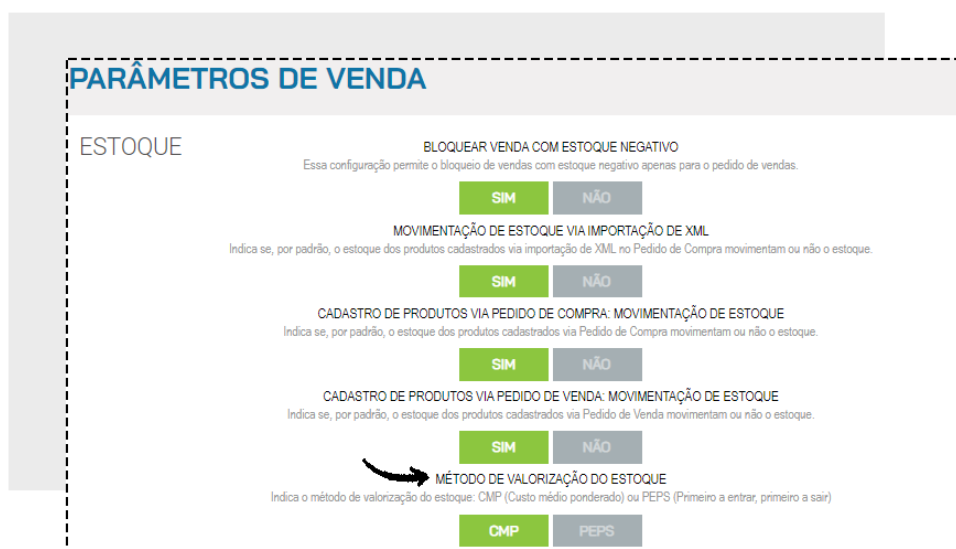 PARÂMETROS DE VENDA
ESTOQUE
BLOQUEAR VENDA COM ESTOQUE NEGATIVO
Essa configuração permite o bloqueio de vendas com estoque negativo apenas para o pedido de vendas.
SIM NÃO
MOVIMENTAÇÃO DE ESTOQUE VIA IMPORTAÇÃO DE XML
Indica se, por padrão, o estoque dos produtos cadastrados via importação de XML no Pedido de Compra movimentam ou não o estoque.
SIM NÃO
CADASTRO DE PRODUTOS VIA PEDIDO DE COMPRA: MOVIMENTAÇÃO DE ESTOQUE
Indica se, por padrão, o estoque dos produtos cadastrados via Pedido de Compra movimentam ou não o estoque.
SIM NÃO
CADASTRO DE PRODUTOS VIA PEDIDO DE VENDA: MOVIMENTAÇÃO DE ESTOQUE
Indica se, por padrão, o estoque dos produtos cadastrados via Pedido de Venda movimentam ou não o estoque.
SIM NÃO
MÉTODO DE VALORIZAÇÃO DO ESTOQUE
Indica o método de valorização do estoque: CMP (Custo médio ponderado) ou PEPS (Primeiro a entrar, primeiro a sair)
CMP PEPS